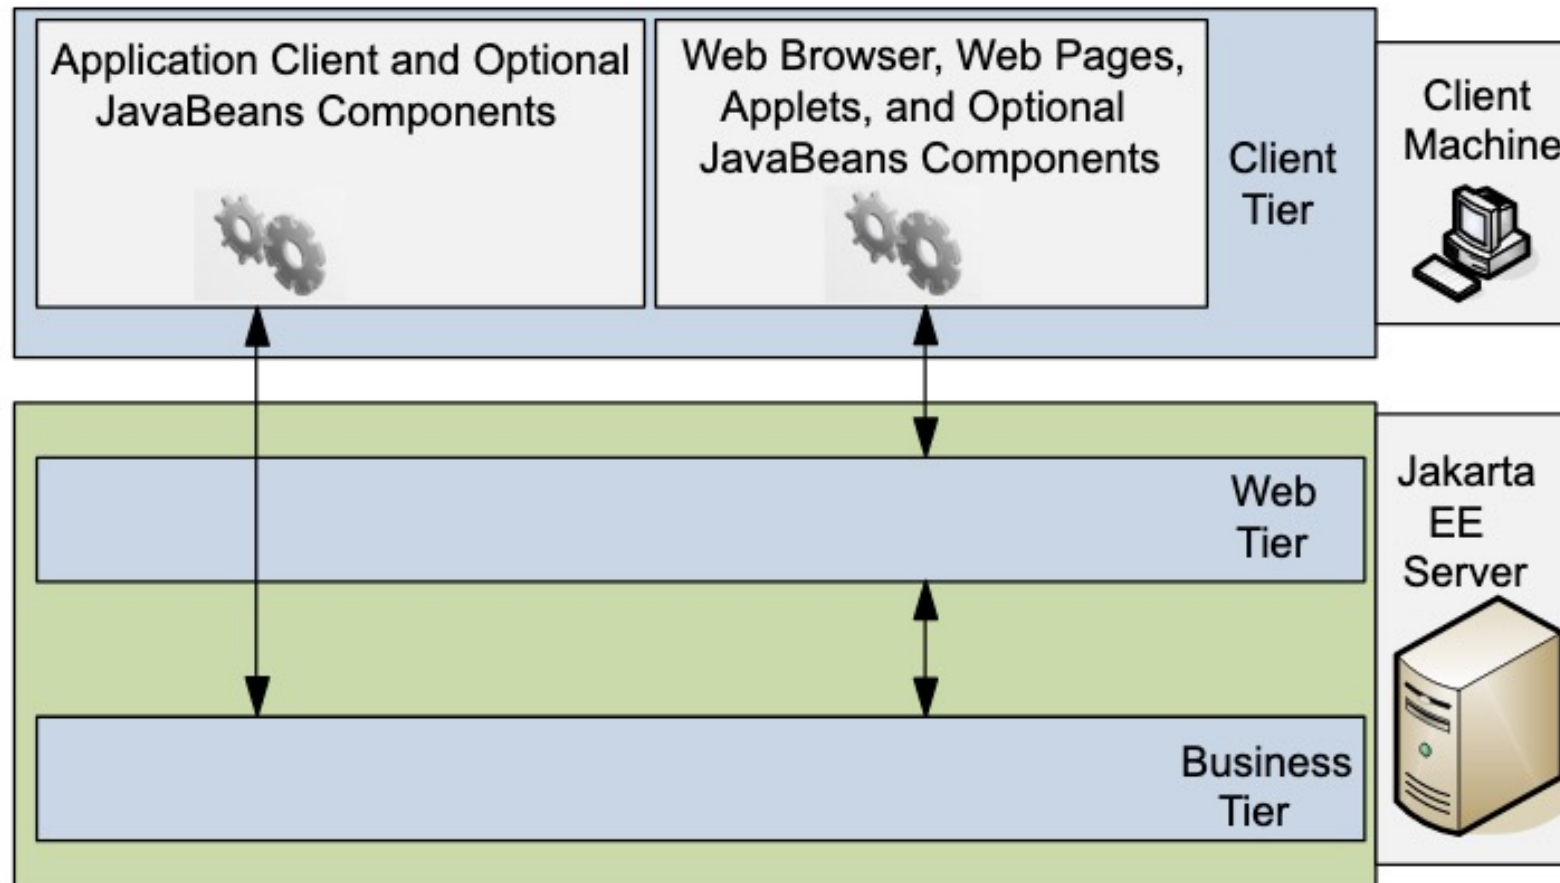 Application Client and Optional
JavaBeans Components
Web Browser, Web Pages,
Applets, and Optional
JavaBeans Components
Client
Tier
Client
Machine
Web
Tier
Jakarta
EE
Server
Business
Tier